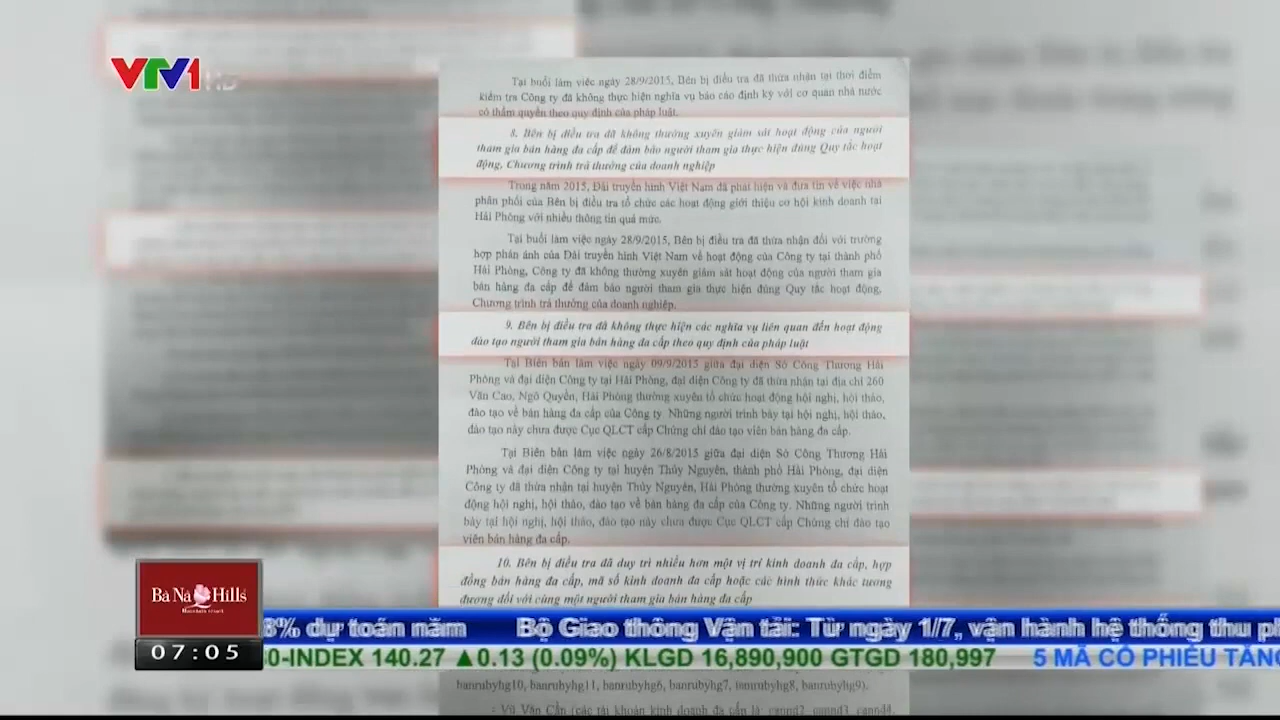 VTV1 HD
Tại buổi làm việc ngày 28/9/2015, Bên bị điều tra đã thừa nhận tại thời điểm
kiểm tra Công ty đã không thực hiện nghĩa vụ báo cáo định kỳ với cơ quan nhà nước
có thẩm quyền theo quy định của pháp luật.
8. Bên bị điều tra đã không thường xuyên giám sát hoạt động của người
tham gia bán hàng đa cấp để đảm bảo người tham gia thực hiện đúng Quy tắc hoạt
động, Chương trình trả thưởng của doanh nghiệp
Trong năm 2015, Đài truyền hình Việt Nam đã phát hiện và đưa tin về việc nhà
phân phối của Bên bị điều tra tổ chức các hoạt động giới thiệu cơ hội kinh doanh tại
Hải Phòng với nhiều thông tin quá mức.
Tại buổi làm việc ngày 28/9/2015, Bên bị điều tra đã thừa nhận đối với trường
hợp phản ánh của Đài truyền hình Việt Nam về hoạt động của Công ty tại thành phố
Hải Phòng, Công ty đã không thường xuyên giám sát hoạt động của người tham gia
bán hàng đa cấp để đảm bảo người tham gia thực hiện đúng Quy tắc hoạt động,
Chương trình trả thưởng của doanh nghiệp.
9. Bên bị điều tra đã không thực hiện các nghĩa vụ liên quan đến hoạt động
đào tạo người tham gia bán hàng đa cấp theo quy định của pháp luật
Tại Biên bản làm việc ngày 09/9/2015 giữa đại diện Sở Công Thương Hải
Phòng và đại diện Công ty tại Hải Phòng, đại diện Công ty đã thừa nhận tại địa chỉ 260
Văn Cao, Ngô Quyền, Hải Phòng thường xuyên tổ chức hoạt động hội nghị, hội thảo,
đào tạo về bán hàng đa cấp của Công ty. Những người trình bày tại hội nghị, hội thảo,
đào tạo này chưa được Cục QLCT cấp Chứng chỉ đào tạo viên bán hàng đa cấp.
Tại Biên bản làm việc ngày 26/8/2015 giữa đại diện Sở Công Thương Hải
Phòng và đại diện Công ty tại huyện Thủy Nguyên, thành phố Hải Phòng, đại diện
Công ty đã thừa nhận tại huyện Thủy Nguyên, Hải Phòng thường xuyên tổ chức hoạt
động hội nghị, hội thảo, đào tạo về bán hàng đa cấp của Công ty. Những người trình
bày tại hội nghị, hội thảo, đào tạo này chưa được Cục QLCT cấp Chứng chỉ đào tạo
viên bán hàng đa cấp.
10. Bên bị điều tra đã duy trì nhiều hơn một vị trí kinh doanh đa cấp, hợp
đồng bán hàng đa cấp, mã số kinh doanh đa cấp hoặc các hình thức khác tương
đương đối với cùng một người tham gia bán hàng đa cấp
Bà Nà Hills
8% dự toán năm Bộ Giao thông Vận tải: Từ ngày 1/7, vận hành hệ thống thu ph
07:05
0-INDEX 140.27 ▲0.13 (0.09%) KLGD 16,890,900 GTGD 180,997 5 MÃ CỔ PHIẾU TĂNG
banrubyhg10, banrubyhg11, banrubyhg6, banrubyhg7, banrubyhg8, banrubyhg9).
- Vũ Văn Cẩn (các tài khoản kinh doanh đa cấp là: